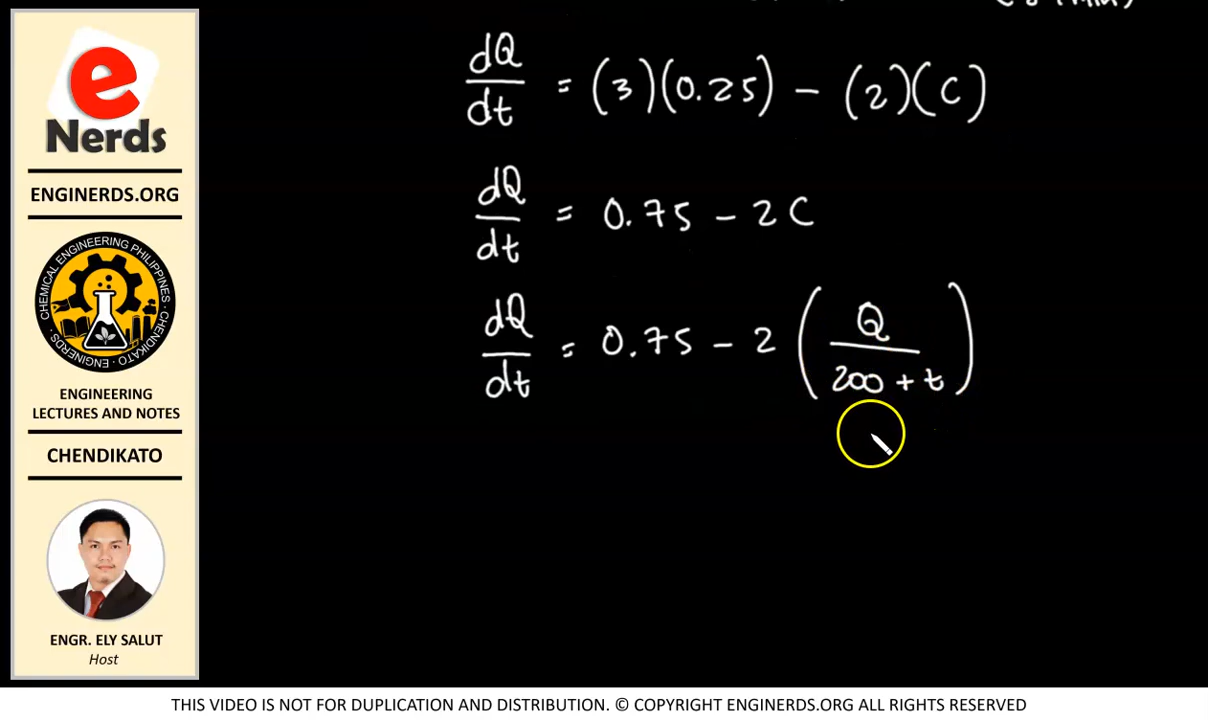 dQ/dt = (3)(0.25) - (2)(C)
dQ/dt = 0.75 - 2C
dQ/dt = 0.75 - 2(Q/(200 + t))
e
Nerds
ENGINERDS.ORG
CHEMICAL ENGINEERING PHILIPPINES
CHENDIKATO · ENGINEERDS
ENGINEERING
LECTURES AND NOTES
CHENDIKATO
ENGR. ELY SALUT
Host
THIS VIDEO IS NOT FOR DUPLICATION AND DISTRIBUTION. © COPYRIGHT ENGINERDS.ORG ALL RIGHTS RESERVED